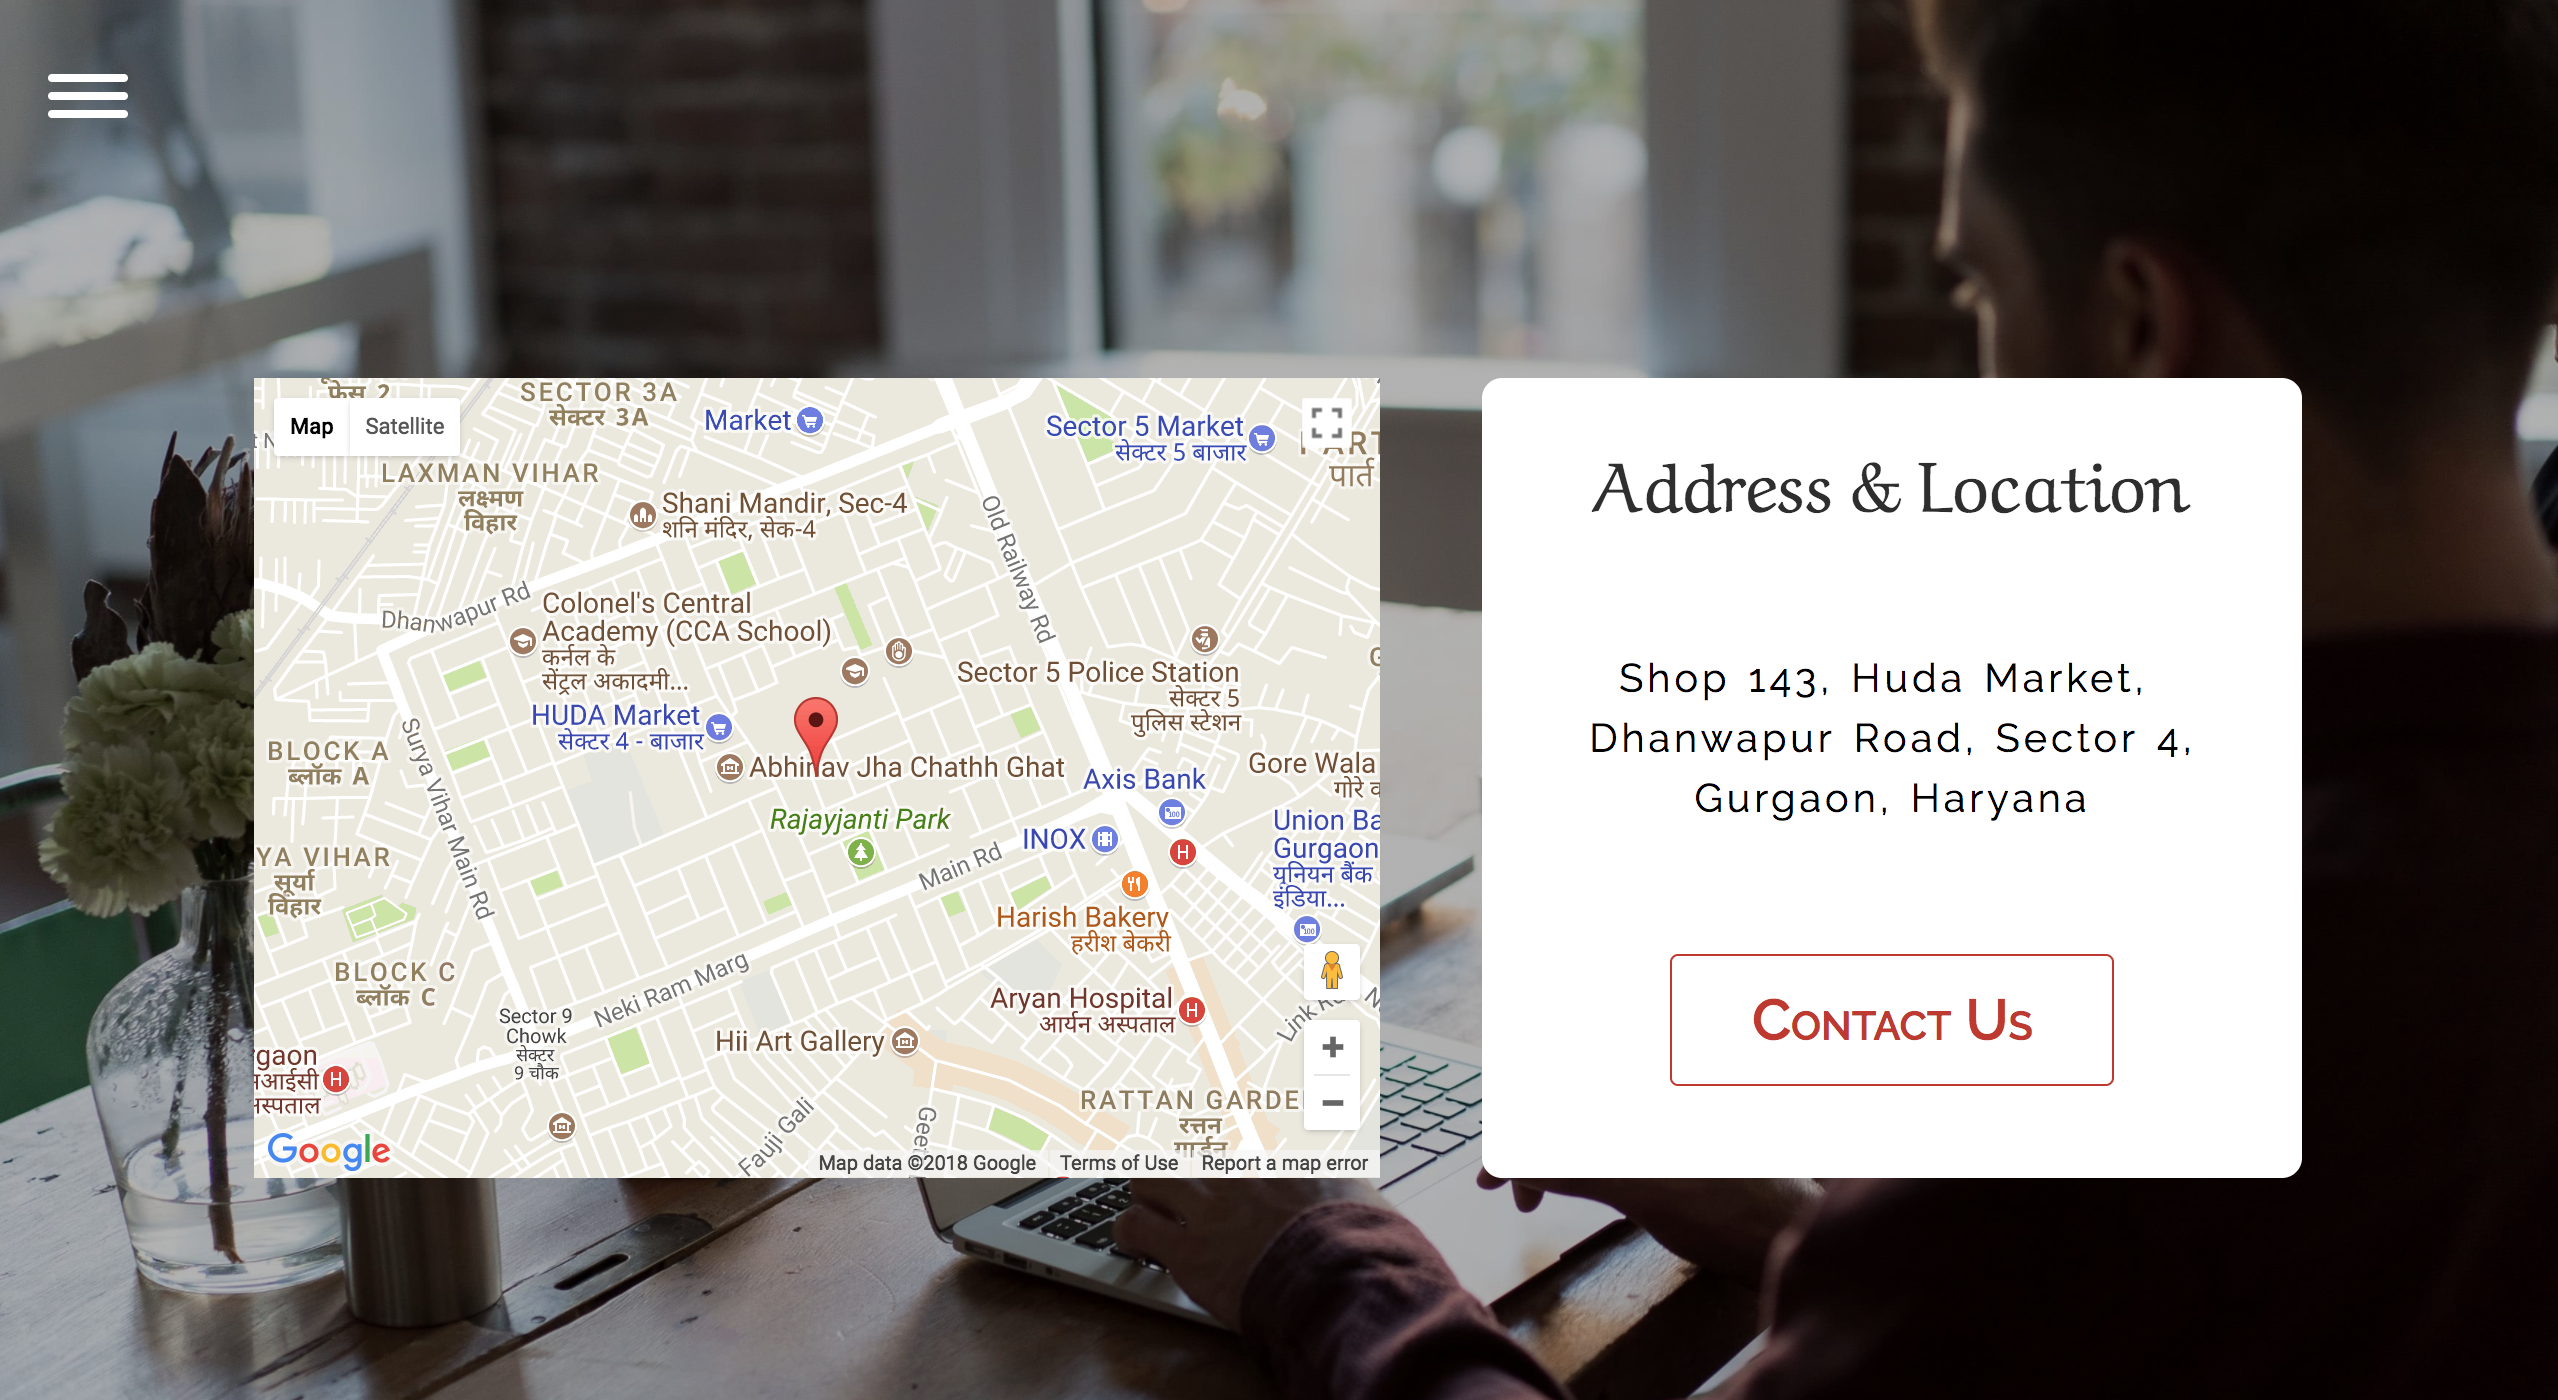 फेस 2
SECTOR 3A
सेक्टर 3A
Market
Sector 5 Market
सेक्टर 5 बाजार
Map
Satellite
पार्त
LAXMAN VIHAR
लक्ष्मण
विहार
Shani Mandir, Sec-4
शनि मंदिर, सेक-4
Old Railway Rd
Dhanwapur Rd
Colonel's Central
Academy (CCA School)
कर्नल के
सेंट्रल अकादमी...
Sector 5 Police Station
सेक्टर 5
पुलिस स्टेशन
HUDA Market
सेक्टर 4 - बाजार
Surya Vihar Main Rd
BLOCK A
ब्लॉक A
Abhinav Jha Chathh Ghat
Axis Bank
Gore Wala
गोरे व
Rajayjanti Park
INOX
Union Ba
Gurgaon
यूनियन बैंक
इंडिया...
Main Rd
YA VIHAR
सूर्या
विहार
Harish Bakery
हरीश बेकरी
BLOCK C
ब्लॉक C
Neki Ram Marg
Aryan Hospital
आर्यन अस्पताल
Sector 9
Chowk
सेक्टर
9 चौक
Hii Art Gallery
Link R
rgaon
नआईसी
मस्पताल
RATTAN GARDE
रत्तन
गार्डन
Fauji Gali
Geet
Google
Map data ©2018 Google
Terms of Use
Report a map error
Address & Location
Shop 143, Huda Market,
Dhanwapur Road, Sector 4,
Gurgaon, Haryana
Contact Us